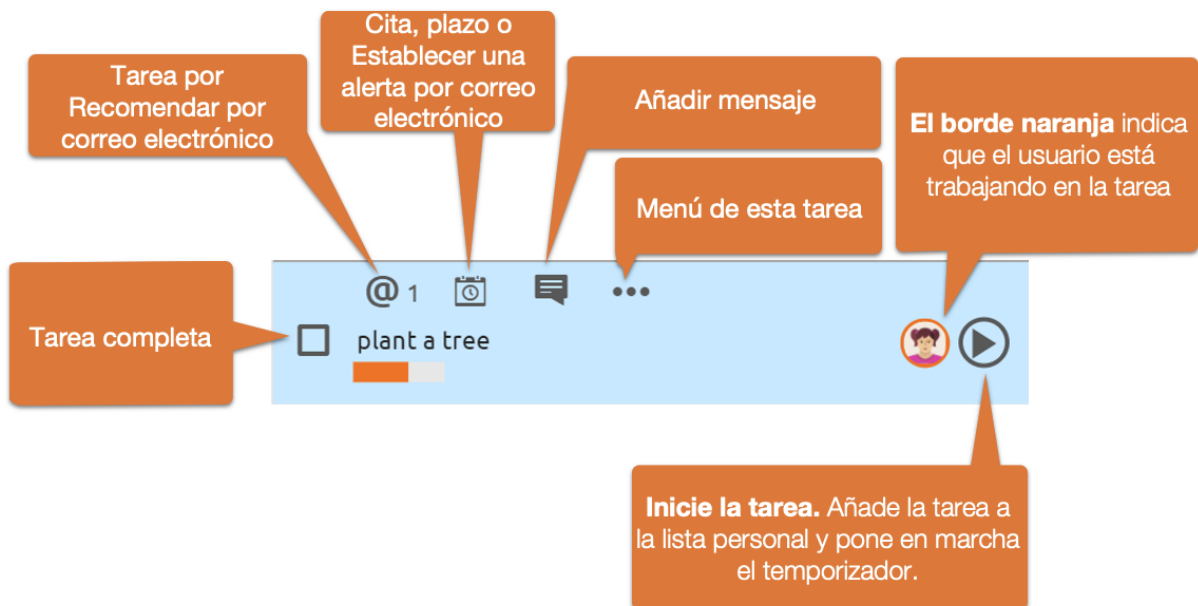 Cita, plazo o
Establecer una
alerta por correo
electrónico
Tarea por
Recomendar por
correo electrónico
Añadir mensaje
El borde naranja indica
que el usuario está
trabajando en la tarea
Menú de esta tarea
Tarea completa
@ 1
plant a tree
Inicie la tarea. Añade la tarea a
la lista personal y pone en marcha
el temporizador.